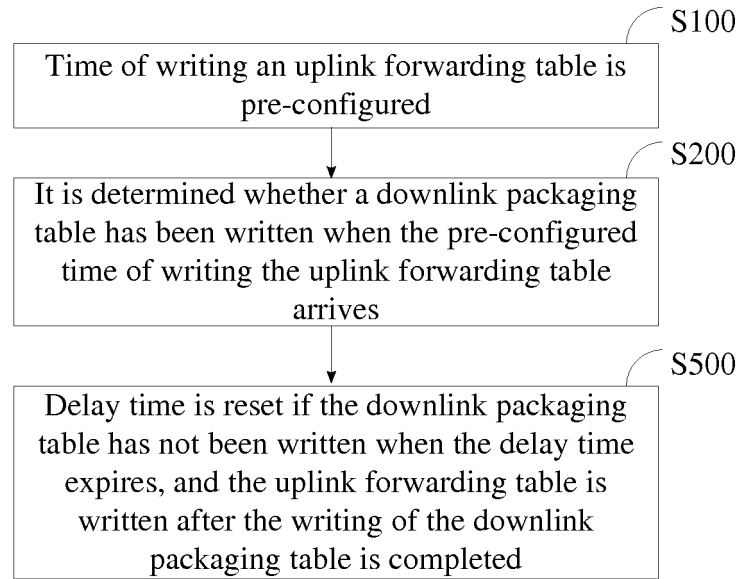 S100
Time of writing an uplink forwarding table is
pre-configured
S200
It is determined whether a downlink packaging
table has been written when the pre-configured
time of writing the uplink forwarding table
arrives
S500
Delay time is reset if the downlink packaging
table has not been written when the delay time
expires, and the uplink forwarding table is
written after the writing of the downlink
packaging table is completed